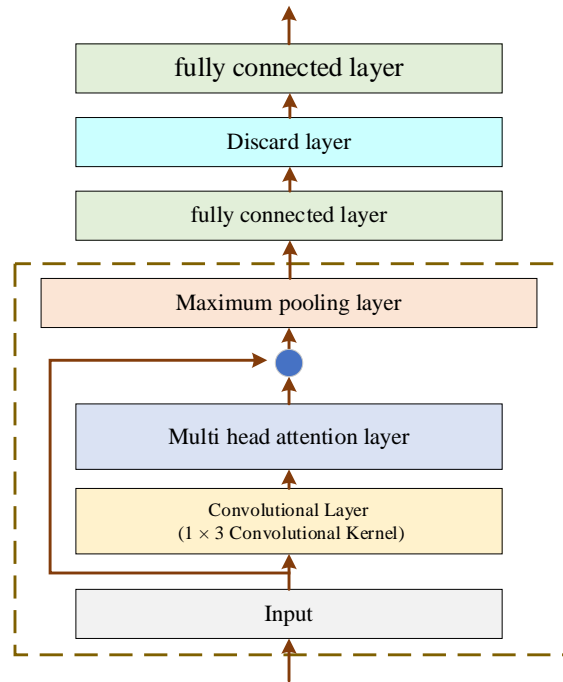 fully connected layer
Discard layer
fully connected layer
Maximum pooling layer
Multi head attention layer
Convolutional Layer
(1 × 3 Convolutional Kernel)
Input